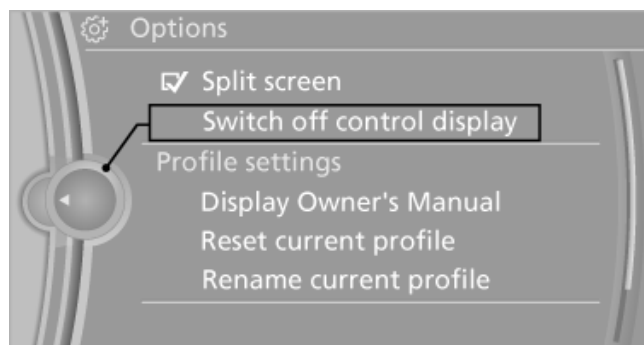 Options
Split screen
Switch off control display
Profile settings
Display Owner's Manual
Reset current profile
Rename current profile